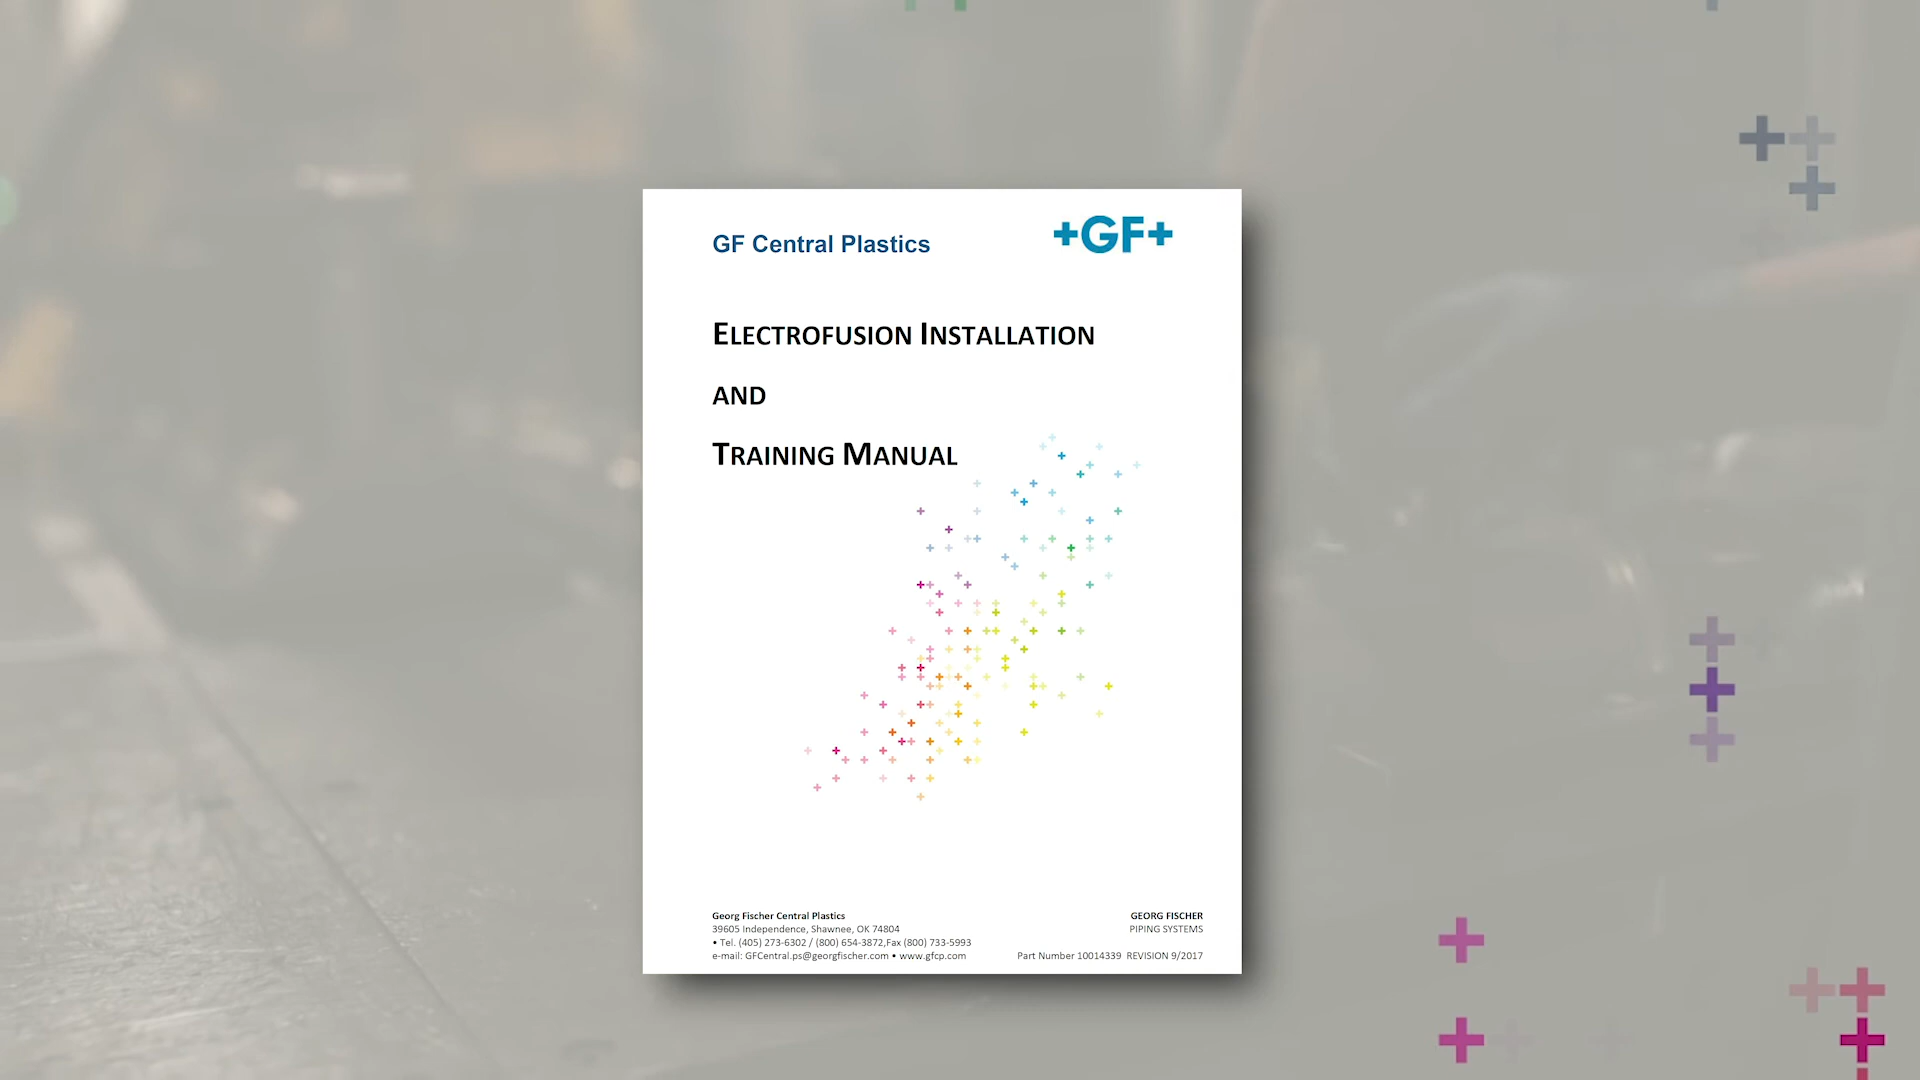 GF Central Plastics
+GF+
ELECTROFUSION INSTALLATION
AND
TRAINING MANUAL
Georg Fischer Central Plastics
39605 Independence, Shawnee, OK 74804
• Tel. (405) 273-6302 / (800) 654-3872,Fax (800) 733-5993
e-mail: GFCentral.ps@georgfischer.com • www.gfcp.com
GEORG FISCHER
PIPING SYSTEMS
Part Number 10014339 REVISION 9/2017